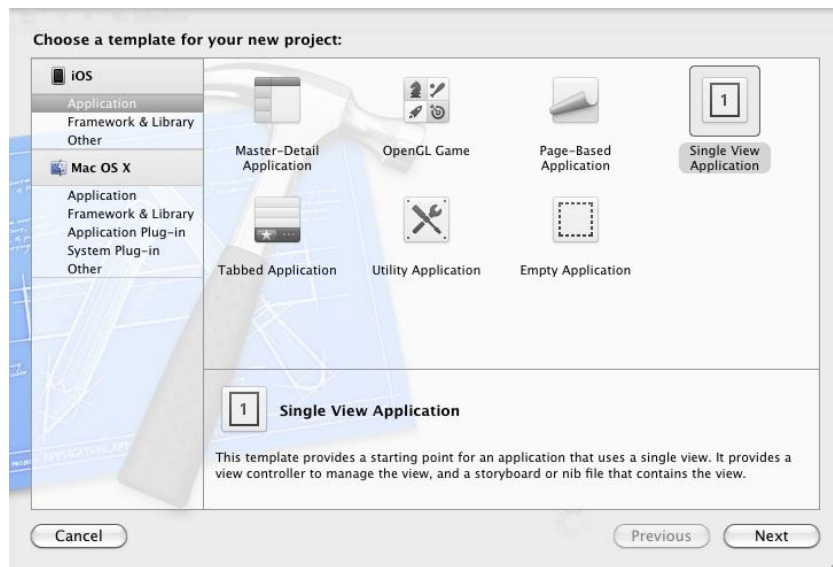 Choose a template for your new project:
iOS
Application
Framework & Library
Other
Mac OS X
Application
Framework & Library
Application Plug-in
System Plug-in
Other
Master-Detail
Application
OpenGL Game
Page-Based
Application
1
Single View
Application
Tabbed Application
Utility Application
Empty Application
1
Single View Application
This template provides a starting point for an application that uses a single view. It provides a
view controller to manage the view, and a storyboard or nib file that contains the view.
Cancel
Previous
Next